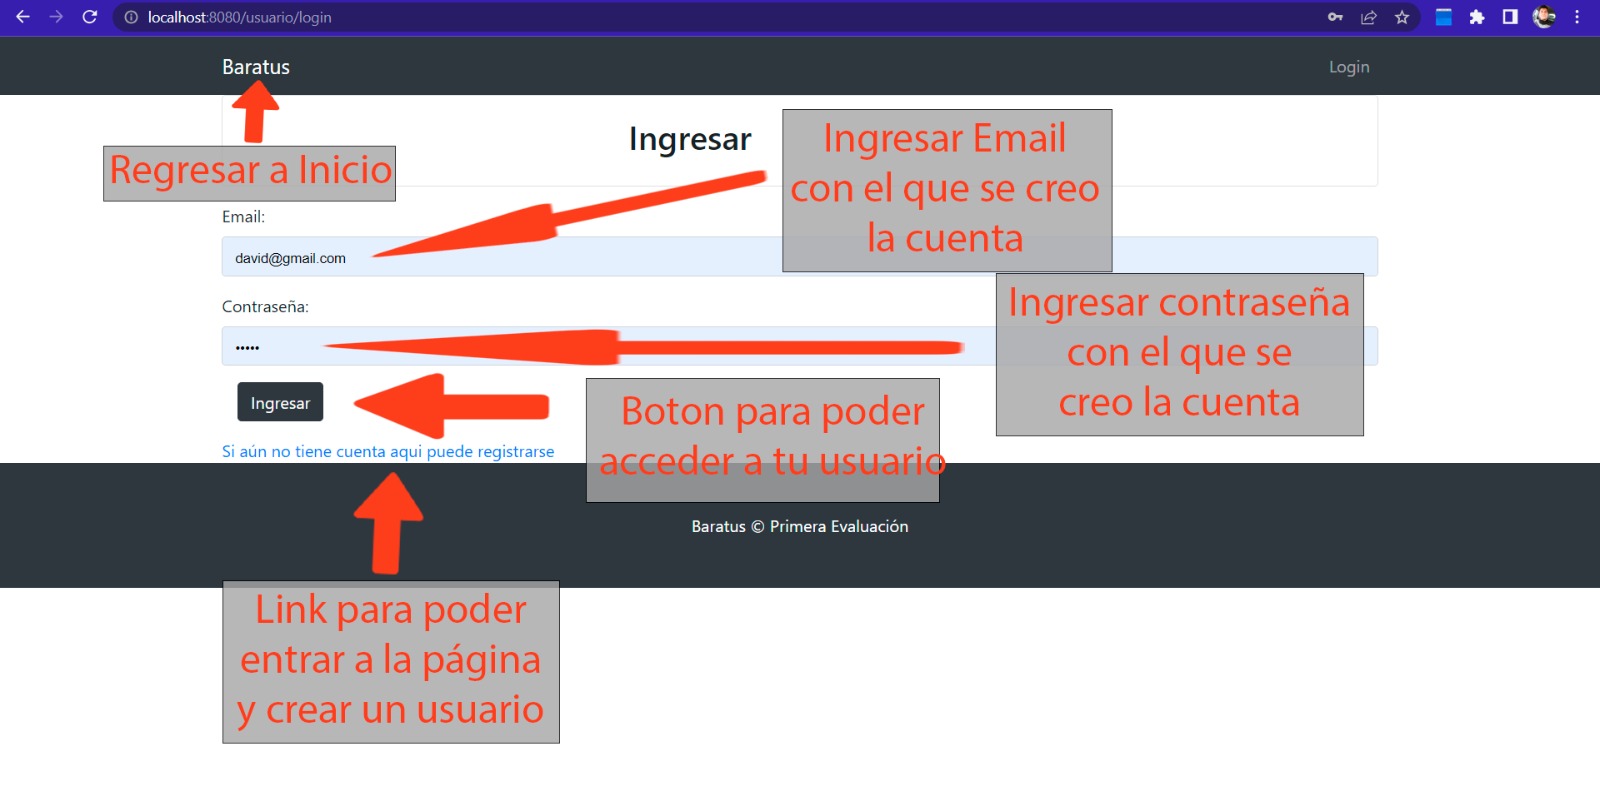 localhost:8080/usuario/login
Baratus
Login
Regresar a Inicio
Ingresar
Ingresar Email
con el que se creo
la cuenta
Email:
david@gmail.com
Ingresar contraseña
con el que se
creo la cuenta
Contraseña:
•••••
Ingresar
Boton para poder
acceder a tu usuario
Si aún no tiene cuenta aqui puede registrarse
Baratus © Primera Evaluación
Link para poder
entrar a la página
y crear un usuario